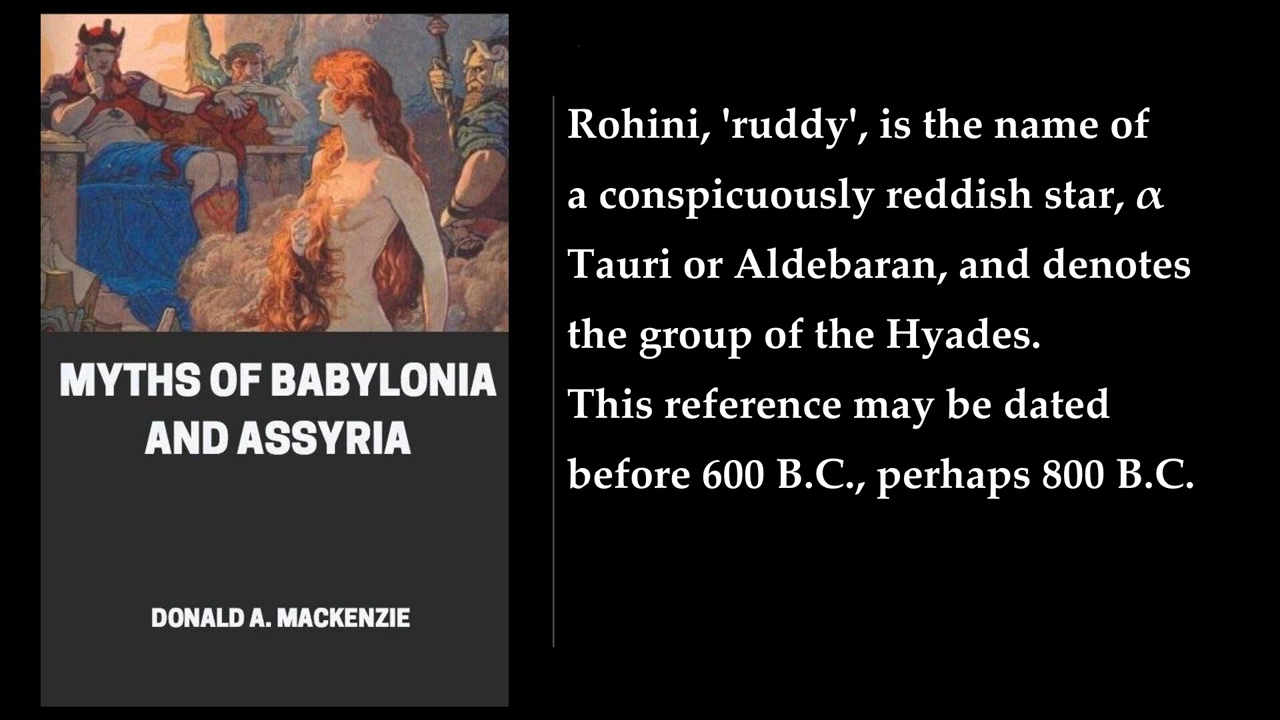 MYTHS OF BABYLONIA
AND ASSYRIA
DONALD A. MACKENZIE
Rohini, 'ruddy', is the name of
a conspicuously reddish star, α
Tauri or Aldebaran, and denotes
the group of the Hyades.
This reference may be dated
before 600 B.C., perhaps 800 B.C.